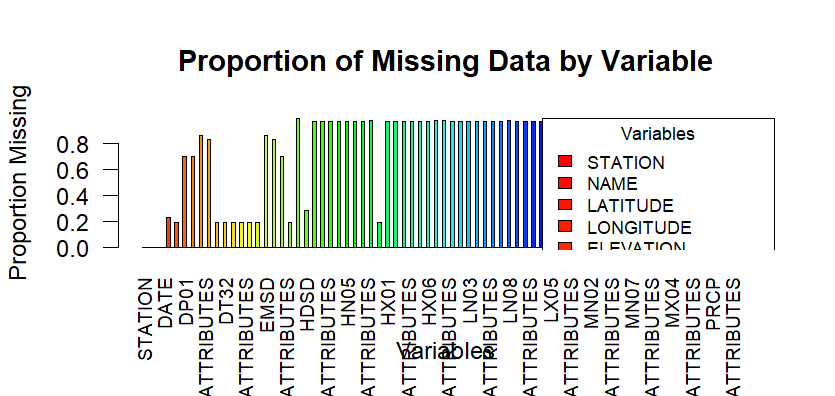 Proportion of Missing Data by Variable
Proportion Missing
0.8
0.6
0.4
0.2
0.0
Variables
STATION
NAME
LATITUDE
LONGITUDE
ELEVATION
STATION
DATE
DP01
ATTRIBUTES
DT32
ATTRIBUTES
EMSD
ATTRIBUTES
HDSD
ATTRIBUTES
HN05
ATTRIBUTES
HX01
ATTRIBUTES
HX06
ATTRIBUTES
LN03
ATTRIBUTES
LN08
ATTRIBUTES
LX05
ATTRIBUTES
MN02
ATTRIBUTES
MN07
ATTRIBUTES
MX04
ATTRIBUTES
PRCP
ATTRIBUTES
Variables